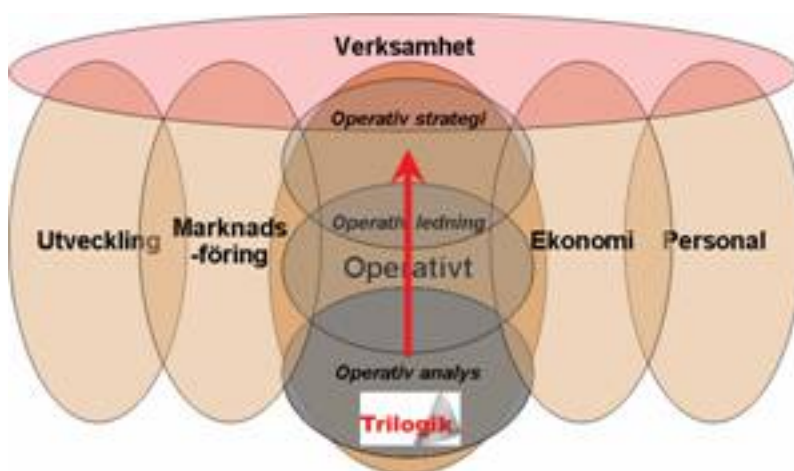 Verksamhet
Operativ strategi
Operativ ledning
Utveckling
Marknads
-föring
Operativt
Ekonomi
Personal
Operativ analys
Trilogik